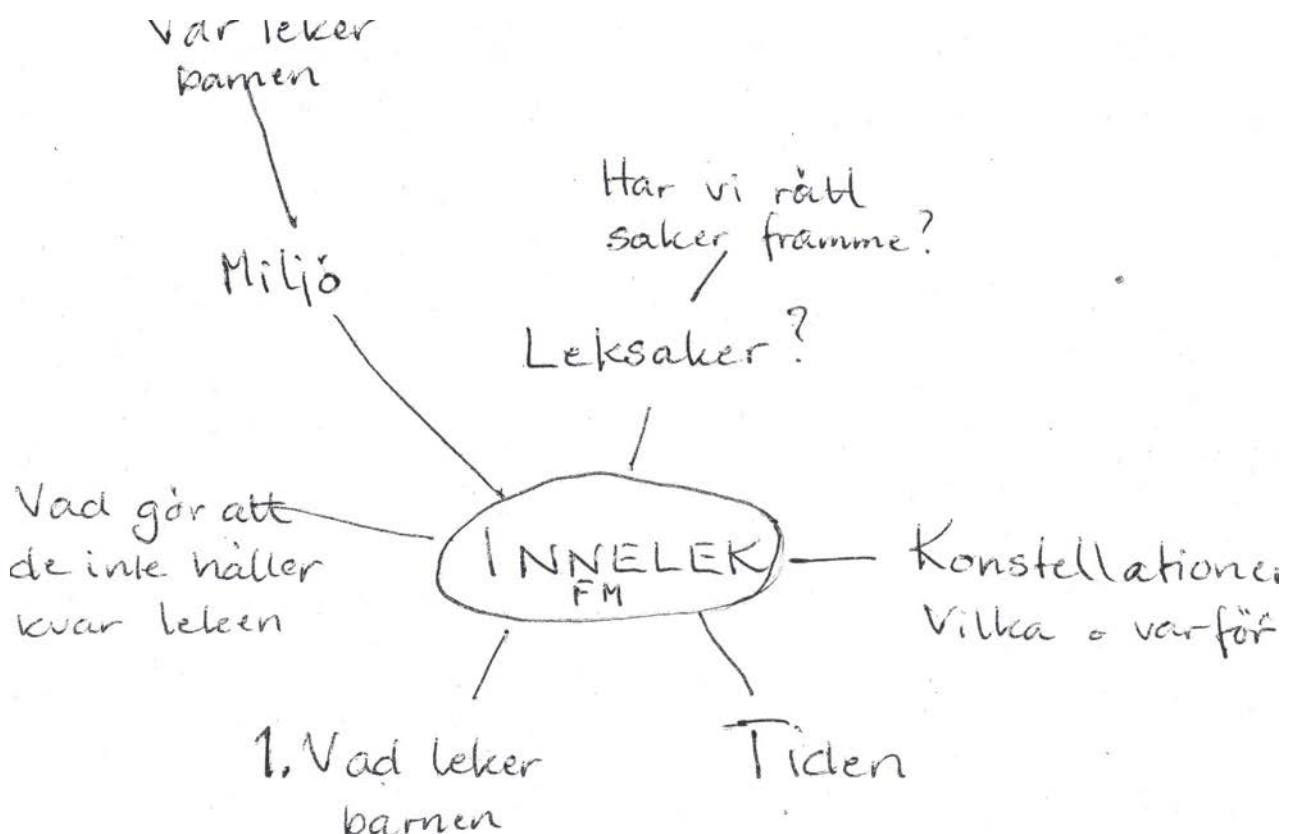 Var leker
barnen
Har vi rätt
saker framme?
Miljö
Leksaker?
Vad gör att
de inte håller
kvar leken
INNELEK
FM
Konstellatione
Vilka o varför
1. Vad leker
barnen
Tiden